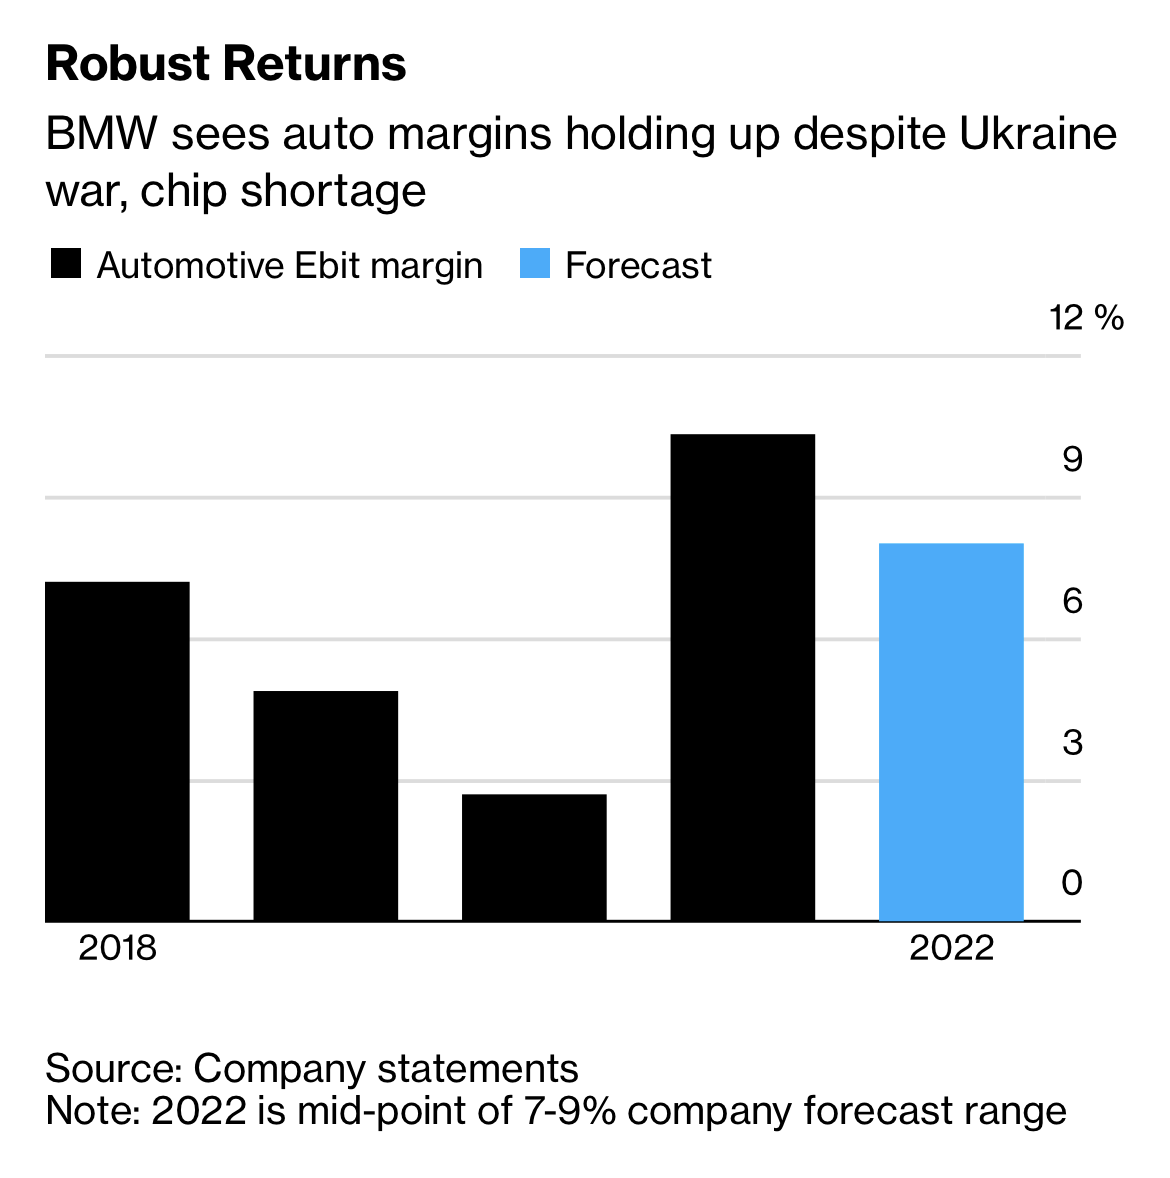 Robust Returns
BMW sees auto margins holding up despite Ukraine
war, chip shortage
Automotive Ebit margin Forecast
12 %
9
6
3
0
2018 2022
Source: Company statements
Note: 2022 is mid-point of 7-9% company forecast range